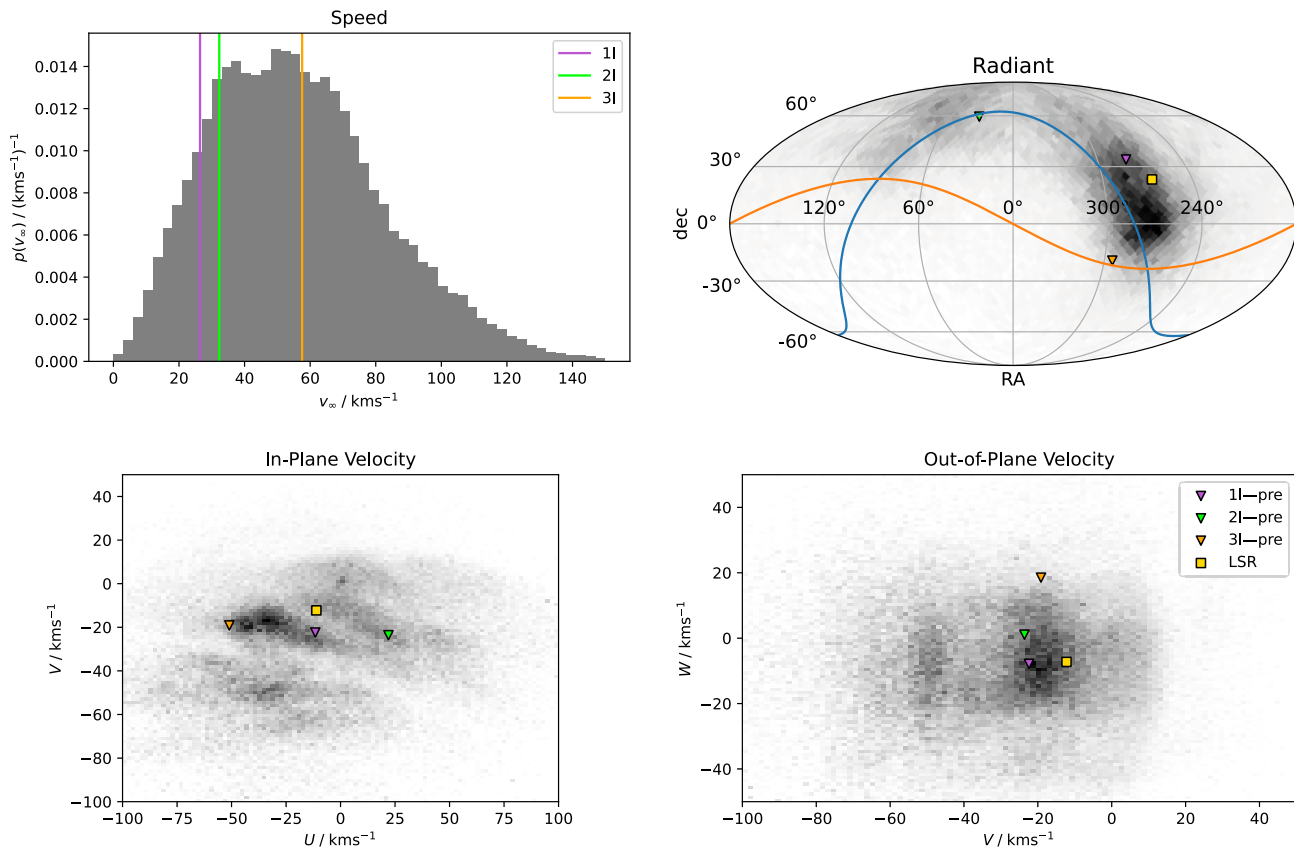 Speed
1I
2I
3I
0.014
0.012
0.010
0.008
0.006
0.004
0.002
0.000
p(v∞) / (kms⁻¹)⁻¹
0 20 40 60 80 100 120 140
v∞ / kms⁻¹
Radiant
60°
30°
0°
-30°
-60°
dec
120° 60° 0° 300° 240°
RA
In-Plane Velocity
40
20
0
−20
−40
−60
−80
−100
V / kms⁻¹
−100 −75 −50 −25 0 25 50 75 100
U / kms⁻¹
Out-of-Plane Velocity
1I—pre
2I—pre
3I—pre
LSR
40
20
0
−20
−40
W / kms⁻¹
−100 −80 −60 −40 −20 0 20 40
V / kms⁻¹